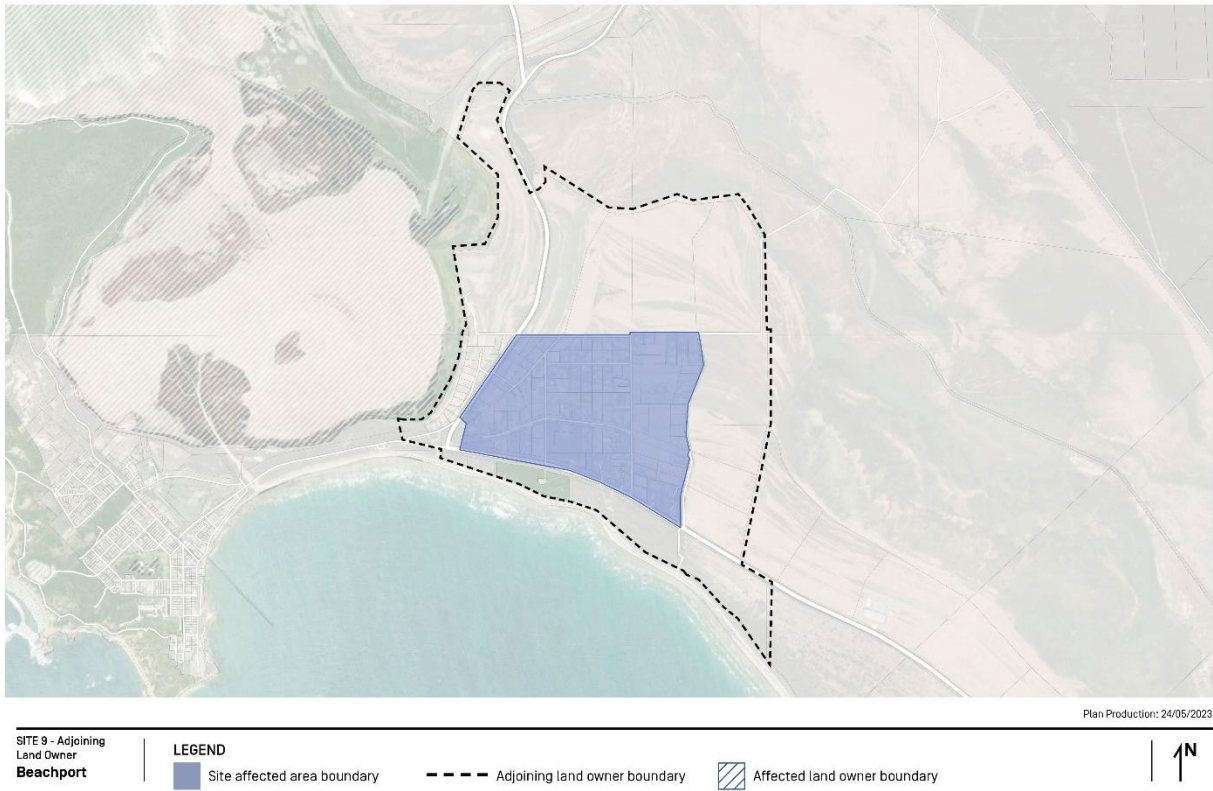 Plan Production: 24/05/2023
SITE 9 - Adjoining
Land Owner
Beachport
LEGEND
Site affected area boundary
Adjoining land owner boundary
Affected land owner boundary
N